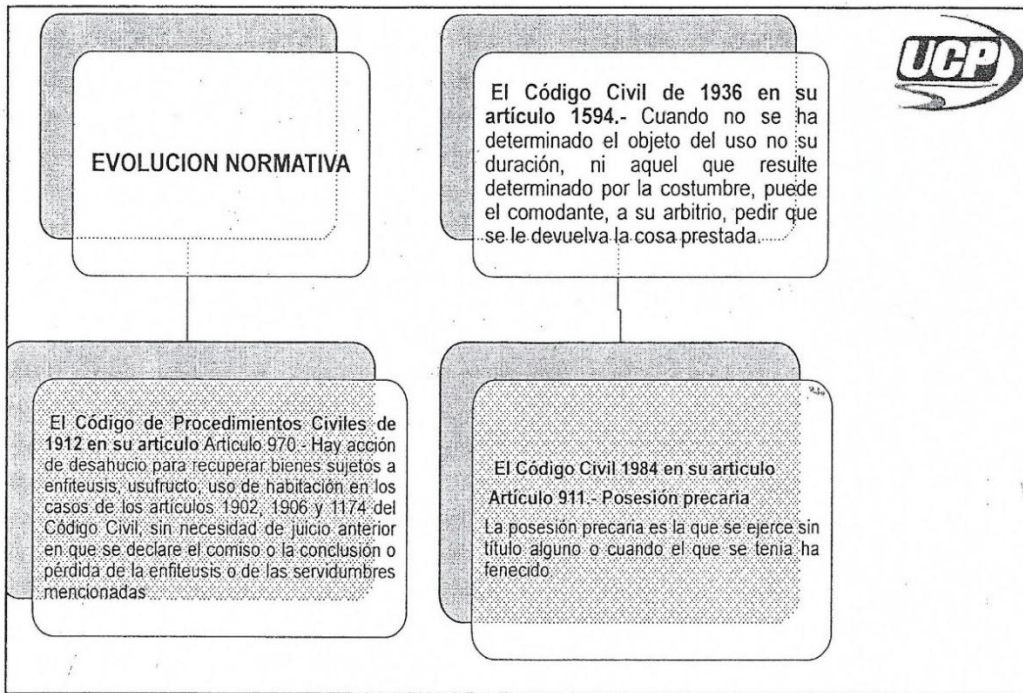 EVOLUCION NORMATIVA
El Código de Procedimientos Civiles de
1912 en su articulo Artículo 970.- Hay acción
de desahucio para recuperar bienes sujetos a
enfiteusis, usufructo, uso de habitación en los
casos de los artículos 1902, 1906 y 1174 del
Código Civil, sin necesidad de juicio anterior
en que se declare el comiso o la conclusión o
pérdida de la enfiteusis o de las servidumbres
mencionadas
El Código Civil de 1936 en su
artículo 1594.- Cuando no se ha
determinado el objeto del uso no su
duración, ni aquel que resulte
determinado por la costumbre, puede
el comodante, a su arbitrio, pedir que
se le devuelva la cosa prestada.
El Código Civil 1984 en su articulo
Artículo 911.- Posesión precaria
La posesión precaria es la que se ejerce sin
título alguno o cuando el que se tenía ha
fenecido
UCP